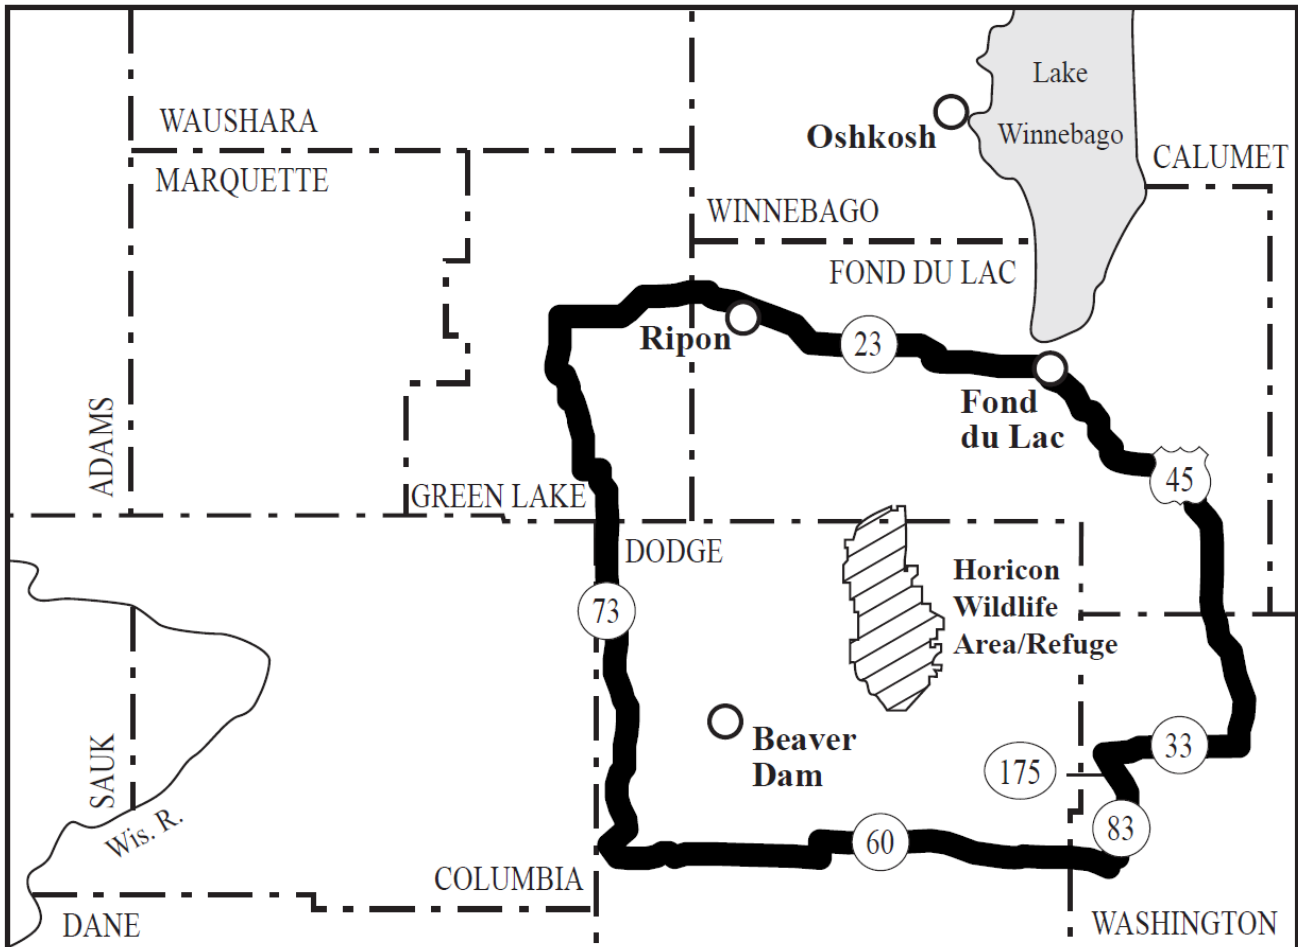 Lake
Winnebago
WAUSHARA
Oshkosh
CALUMET
MARQUETTE
WINNEBAGO
FOND DU LAC
Ripon
23
Fond
du Lac
ADAMS
45
GREEN LAKE
DODGE
Horicon
Wildlife
Area/Refuge
73
Beaver
Dam
33
175
SAUK
Wis. R.
83
60
COLUMBIA
DANE
WASHINGTON